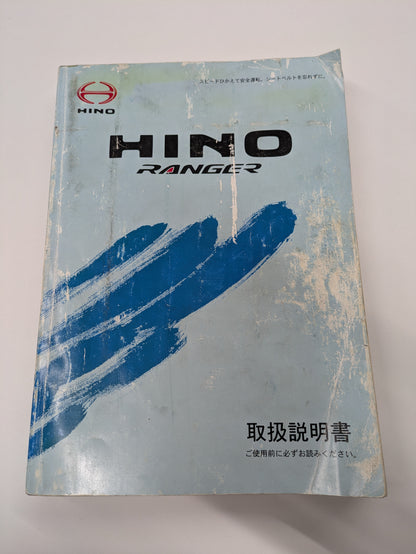 スピードひかえて安全運転。シートベルトを忘れずに。
HINO
HINO
RANGER
取扱説明書
ご使用前に必ずお読みください。